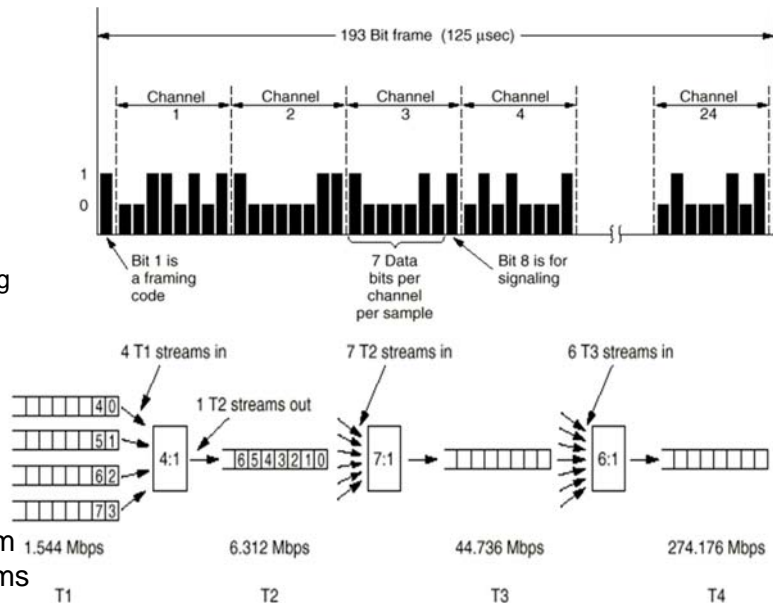 193 Bit frame (125 μsec)
Channel Channel Channel Channel Channel
1 2 3 4 24
1
0
Bit 1 is
a framing
code
7 Data
bits per
channel
per sample
Bit 8 is for
signaling
g
4 T1 streams in
7 T2 streams in
6 T3 streams in
1 T2 streams out
4 0
5 1
6 2
7 3
4:1
6 5 4 3 2 1 0
7:1
6:1
m
ms
1.544 Mbps 6.312 Mbps 44.736 Mbps 274.176 Mbps
T1 T2 T3 T4